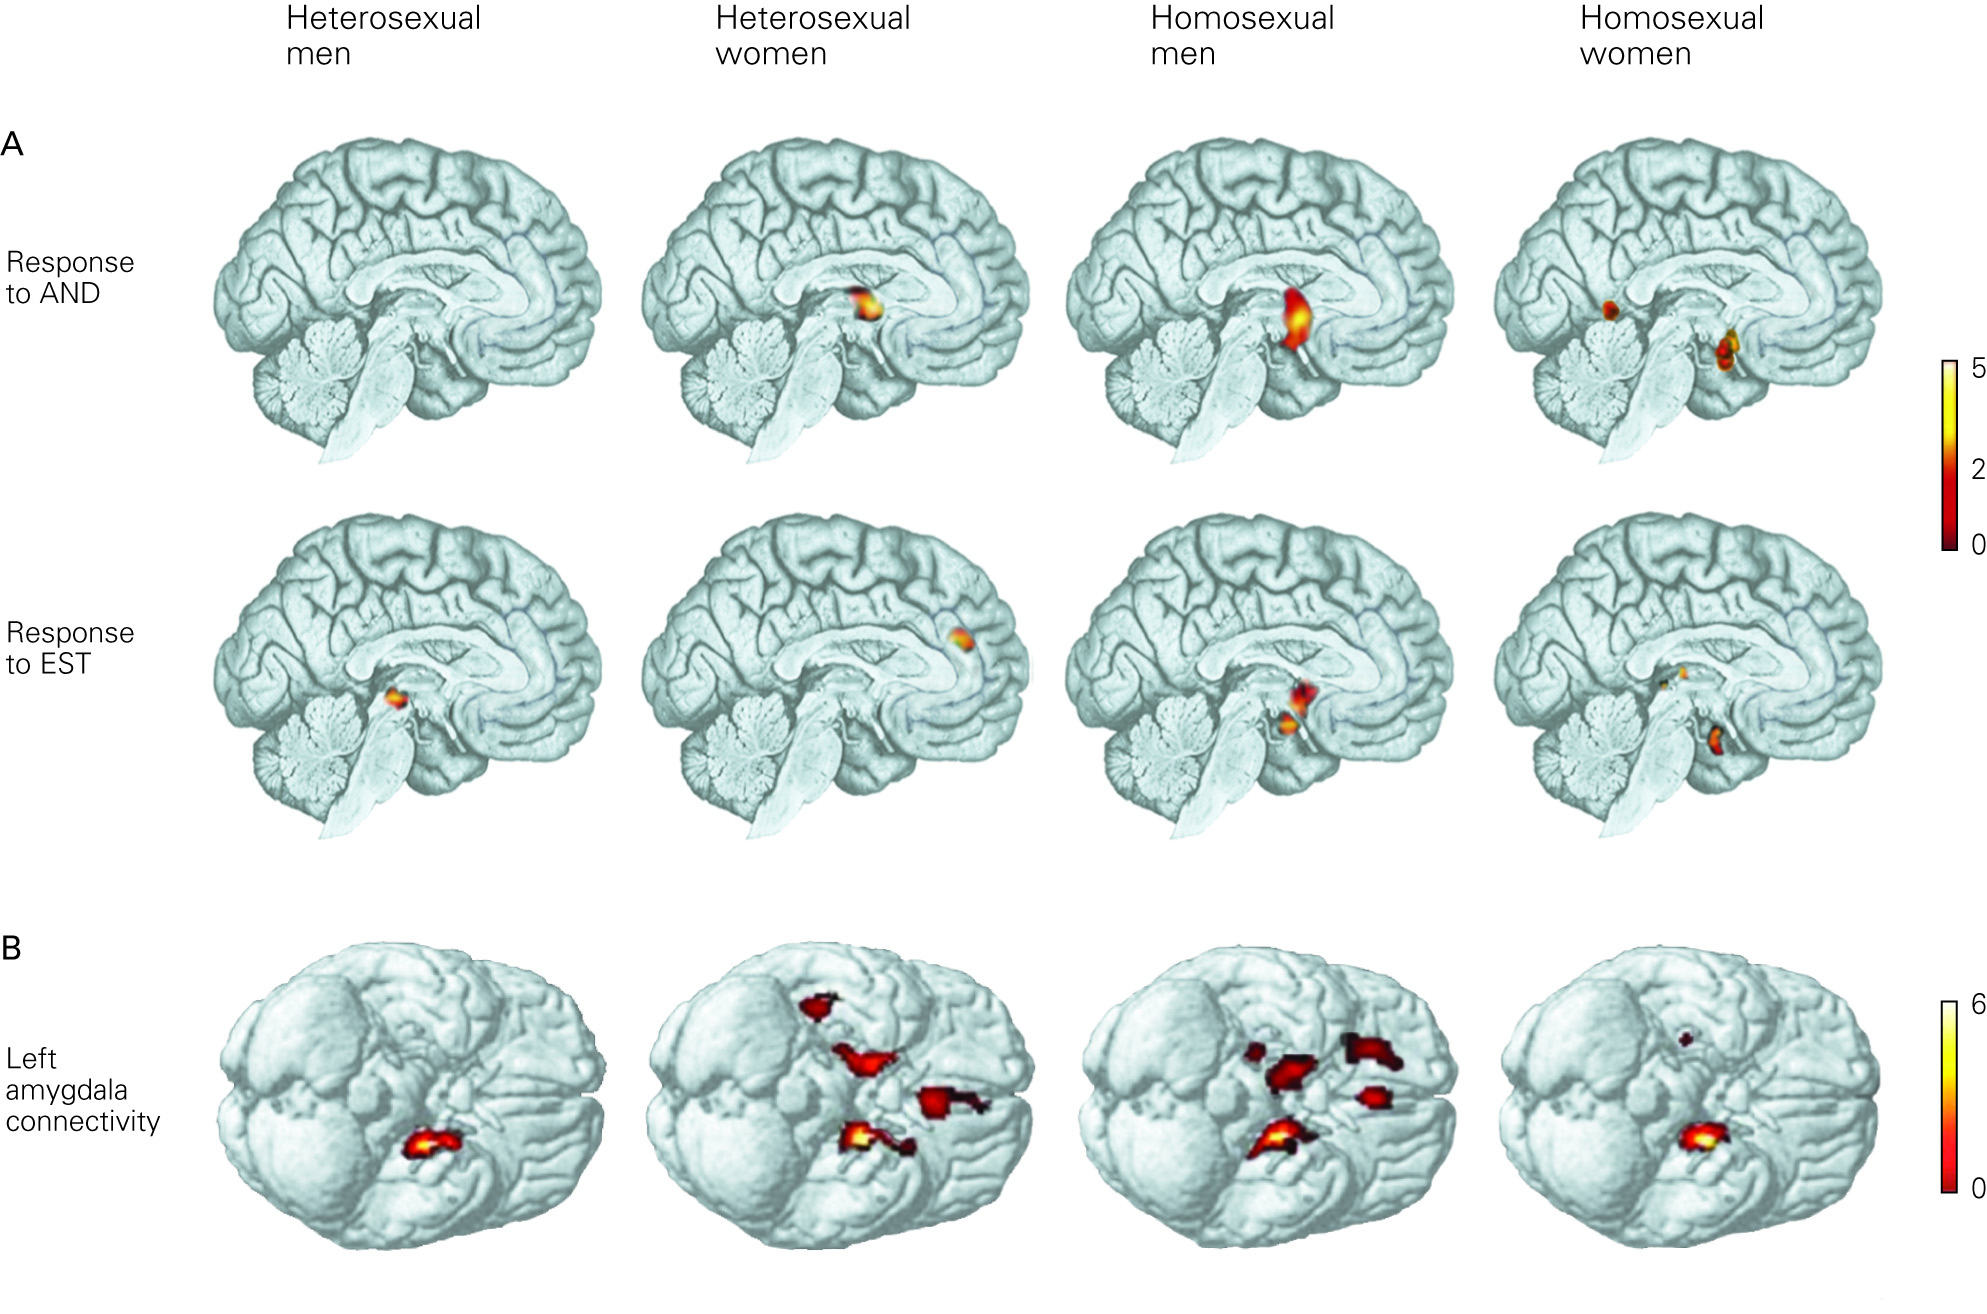 Heterosexual
men
Heterosexual
women
Homosexual
men
Homosexual
women
A
Response
to AND
5
2
0
Response
to EST
B
Left
amygdala
connectivity
6
0